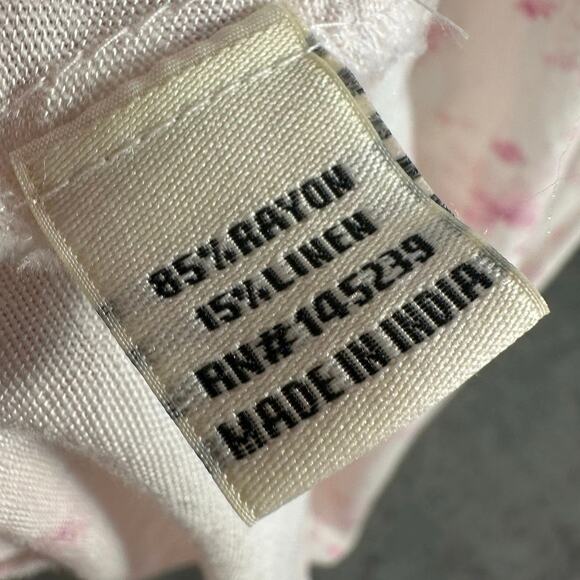 85% RAYON
15% LINEN
RN# 145239
MADE IN INDIA